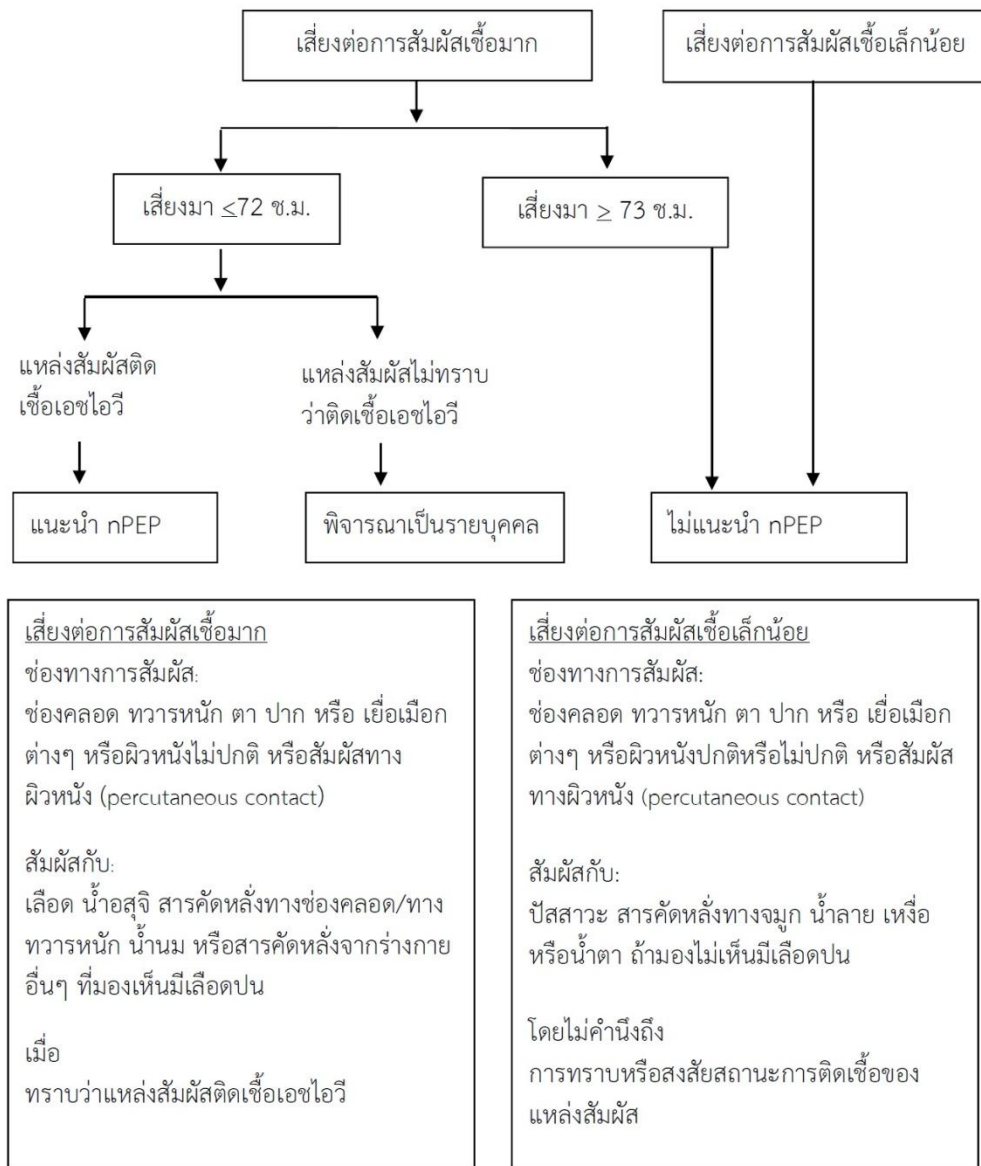 เสี่ยงต่อการสัมผัสเชื้อมาก
เสี่ยงต่อการสัมผัสเชื้อเล็กน้อย
เสี่ยงมา ≤72 ช.ม.
เสี่ยงมา ≥ 73 ช.ม.
แหล่งสัมผัสติด
เชื้อเอชไอวี
แหล่งสัมผัสไม่ทราบ
ว่าติดเชื้อเอชไอวี
แนะนำ nPEP
พิจารณาเป็นรายบุคคล
ไม่แนะนำ nPEP
เสี่ยงต่อการสัมผัสเชื้อมาก
ช่องทางการสัมผัส:
ช่องคลอด ทวารหนัก ตา ปาก หรือ เยื่อเมือก
ต่างๆ หรือผิวหนังไม่ปกติ หรือสัมผัสทาง
ผิวหนัง (percutaneous contact)
สัมผัสกับ:
เลือด น้ำอสุจิ สารคัดหลั่งทางช่องคลอด/ทาง
ทวารหนัก น้ำนม หรือสารคัดหลั่งจากร่างกาย
อื่นๆ ที่มองเห็นมีเลือดปน
เมื่อ
ทราบว่าแหล่งสัมผัสติดเชื้อเอชไอวี
เสี่ยงต่อการสัมผัสเชื้อเล็กน้อย
ช่องทางการสัมผัส:
ช่องคลอด ทวารหนัก ตา ปาก หรือ เยื่อเมือก
ต่างๆ หรือผิวหนังปกติหรือไม่ปกติ หรือสัมผัส
ทางผิวหนัง (percutaneous contact)
สัมผัสกับ:
ปัสสาวะ สารคัดหลั่งทางจมูก น้ำลาย เหงื่อ
หรือน้ำตา ถ้ามองไม่เห็นมีเลือดปน
โดยไม่คำนึงถึง
การทราบหรือสงสัยสถานะการติดเชื้อของ
แหล่งสัมผัส